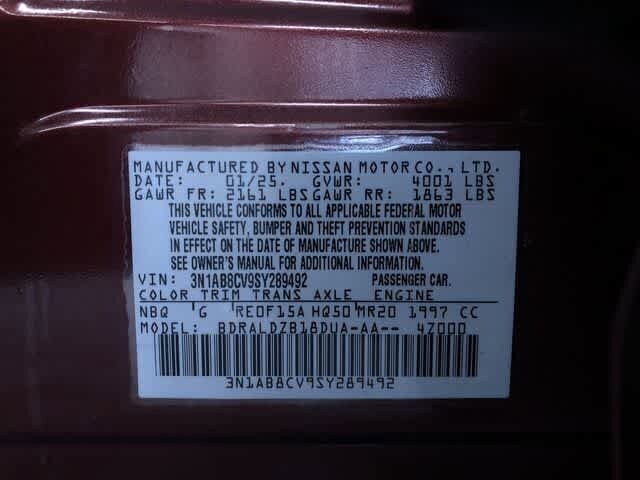 MANUFACTURED BY NISSAN MOTOR CO., LTD.
DATE: 01/25. GVWR: 4001 LBS
GAWR FR: 2161 LBS GAWR RR: 1863 LBS
THIS VEHICLE CONFORMS TO ALL APPLICABLE FEDERAL MOTOR
VEHICLE SAFETY, BUMPER AND THEFT PREVENTION STANDARDS
IN EFFECT ON THE DATE OF MANUFACTURE SHOWN ABOVE.
SEE OWNER'S MANUAL FOR ADDITIONAL INFORMATION.
VIN: 3N1AB8CV9SY289492 PASSENGER CAR.
COLOR TRIM TRANS AXLE ENGINE
NBQ G RE0F15A HQ50 MR20 1997 CC
MODEL: BDRALDZB18DUA-AA-- 4Z000
3N1AB8CV9SY289492